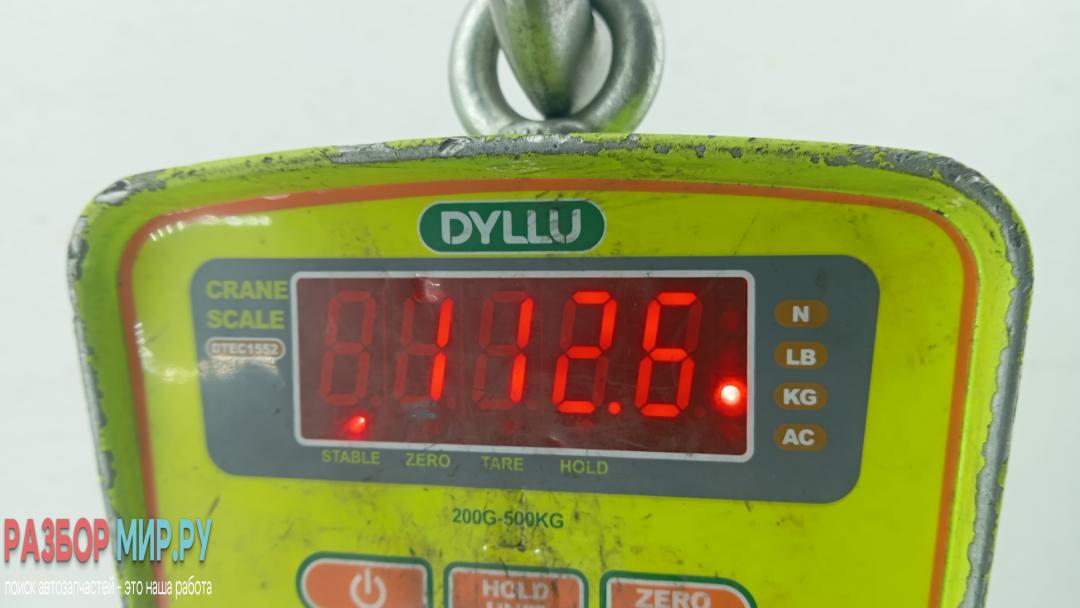 DYLLU
CRANE
SCALE
DTEC1552
112.6
N
LB
KG
AC
STABLE ZERO TARE HOLD
200G-500KG
HOLD
UNIT
ZERO
РАЗБОР МИР.РУ
поиск автозапчастей - это наша работа